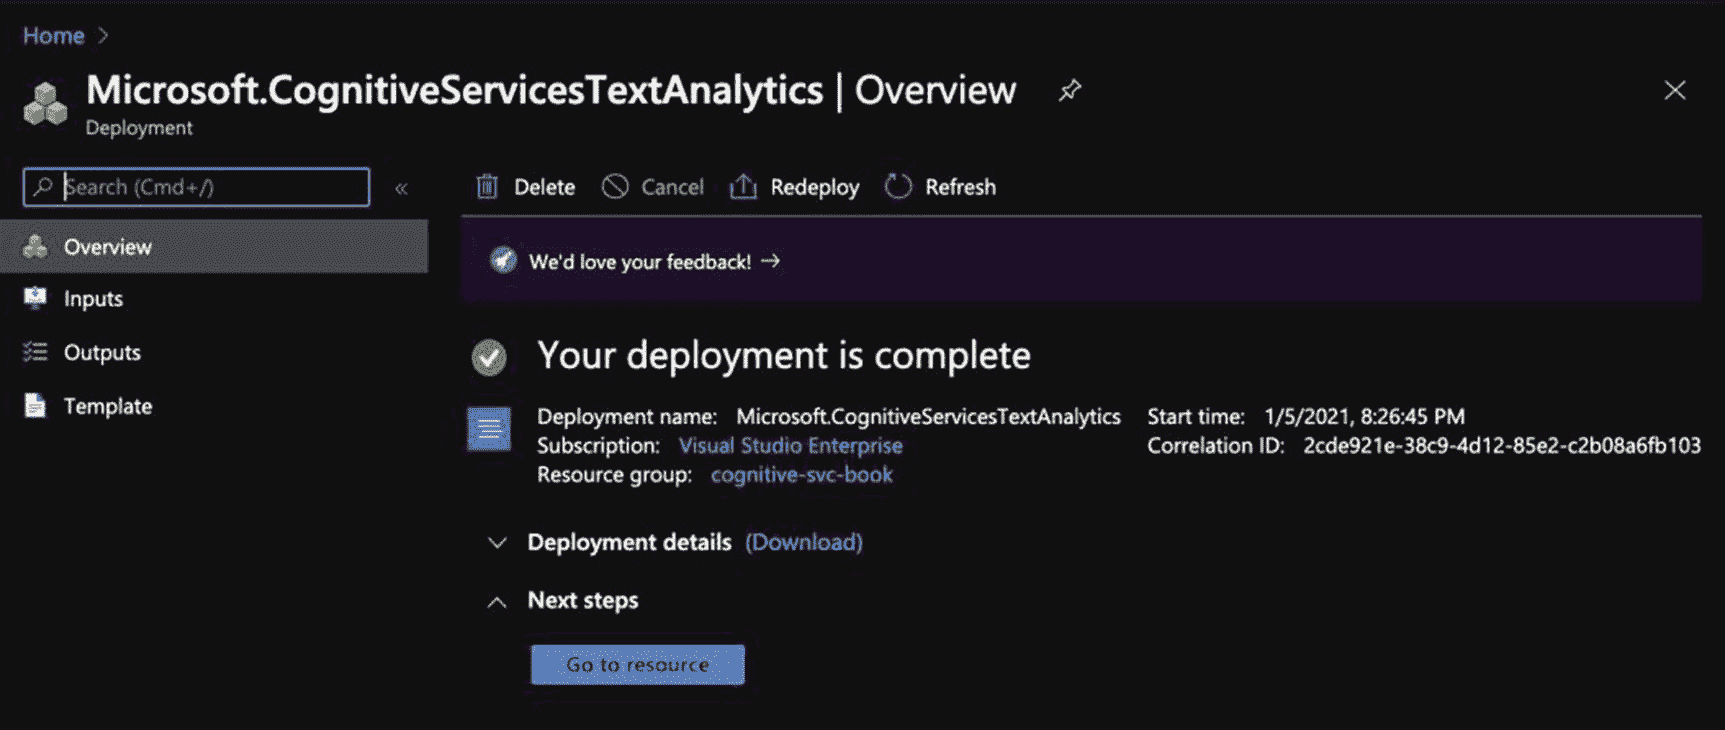 Home >
Microsoft.CognitiveServicesTextAnalytics | Overview
Deployment
Search (Cmd+/)
«
Overview
Inputs
Outputs
Template
Delete Cancel Redeploy Refresh
We'd love your feedback! →
Your deployment is complete
Deployment name: Microsoft.CognitiveServicesTextAnalytics Start time: 1/5/2021, 8:26:45 PM
Subscription: Visual Studio Enterprise Correlation ID: 2cde921e-38c9-4d12-85e2-c2b08a6fb103
Resource group: cognitive-svc-book
Deployment details (Download)
Next steps
Go to resource